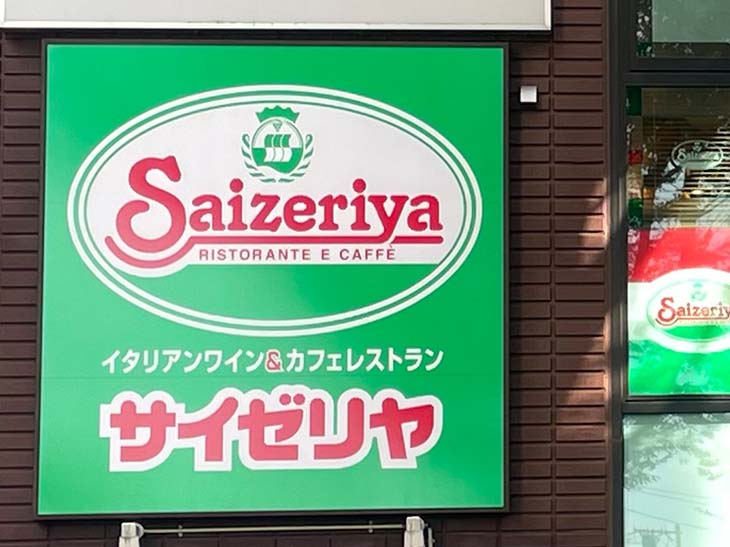 Saizeriya
RISTORANTE E CAFFÈ
イタリアンワイン&カフェレストラン
サイゼリヤ
Saizeriya